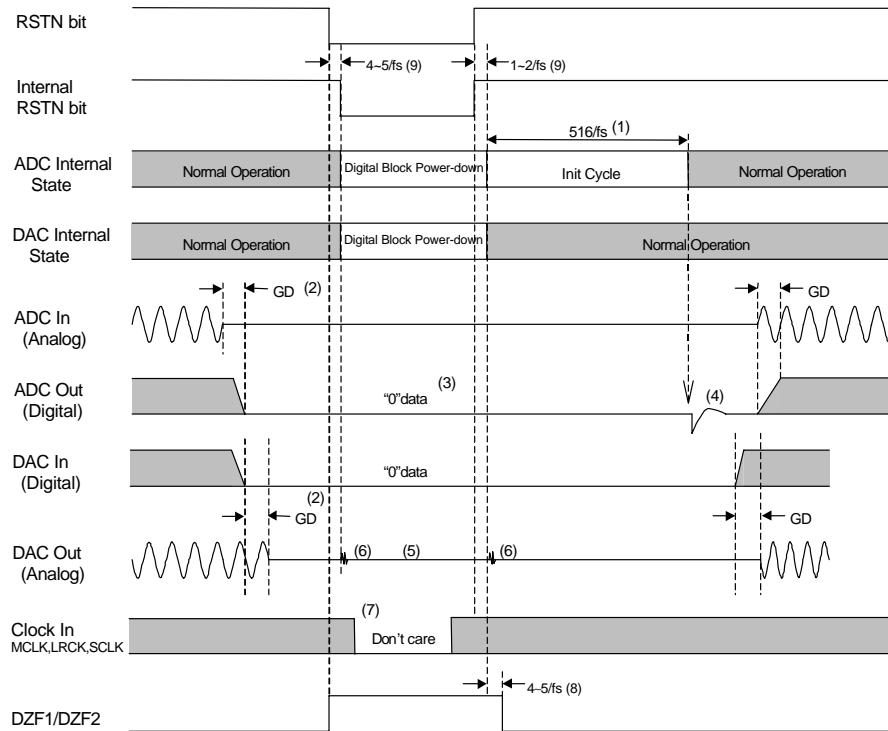 RSTN bit
4~5/fs (9)
1~2/fs (9)
Internal
RSTN bit
516/fs (1)
ADC Internal
State
Normal Operation
Digital Block Power-down
Init Cycle
Normal Operation
DAC Internal
State
Normal Operation
Digital Block Power-down
Normal Operation
GD (2)
GD
ADC In
(Analog)
ADC Out
(Digital)
"0"data
(3)
(4)
DAC In
(Digital)
"0"data
(2)
GD
GD
DAC Out
(Analog)
(6)
(5)
(6)
Clock In
MCLK,LRCK,SCLK
(7)
Don't care
4–5/fs (8)
DZF1/DZF2